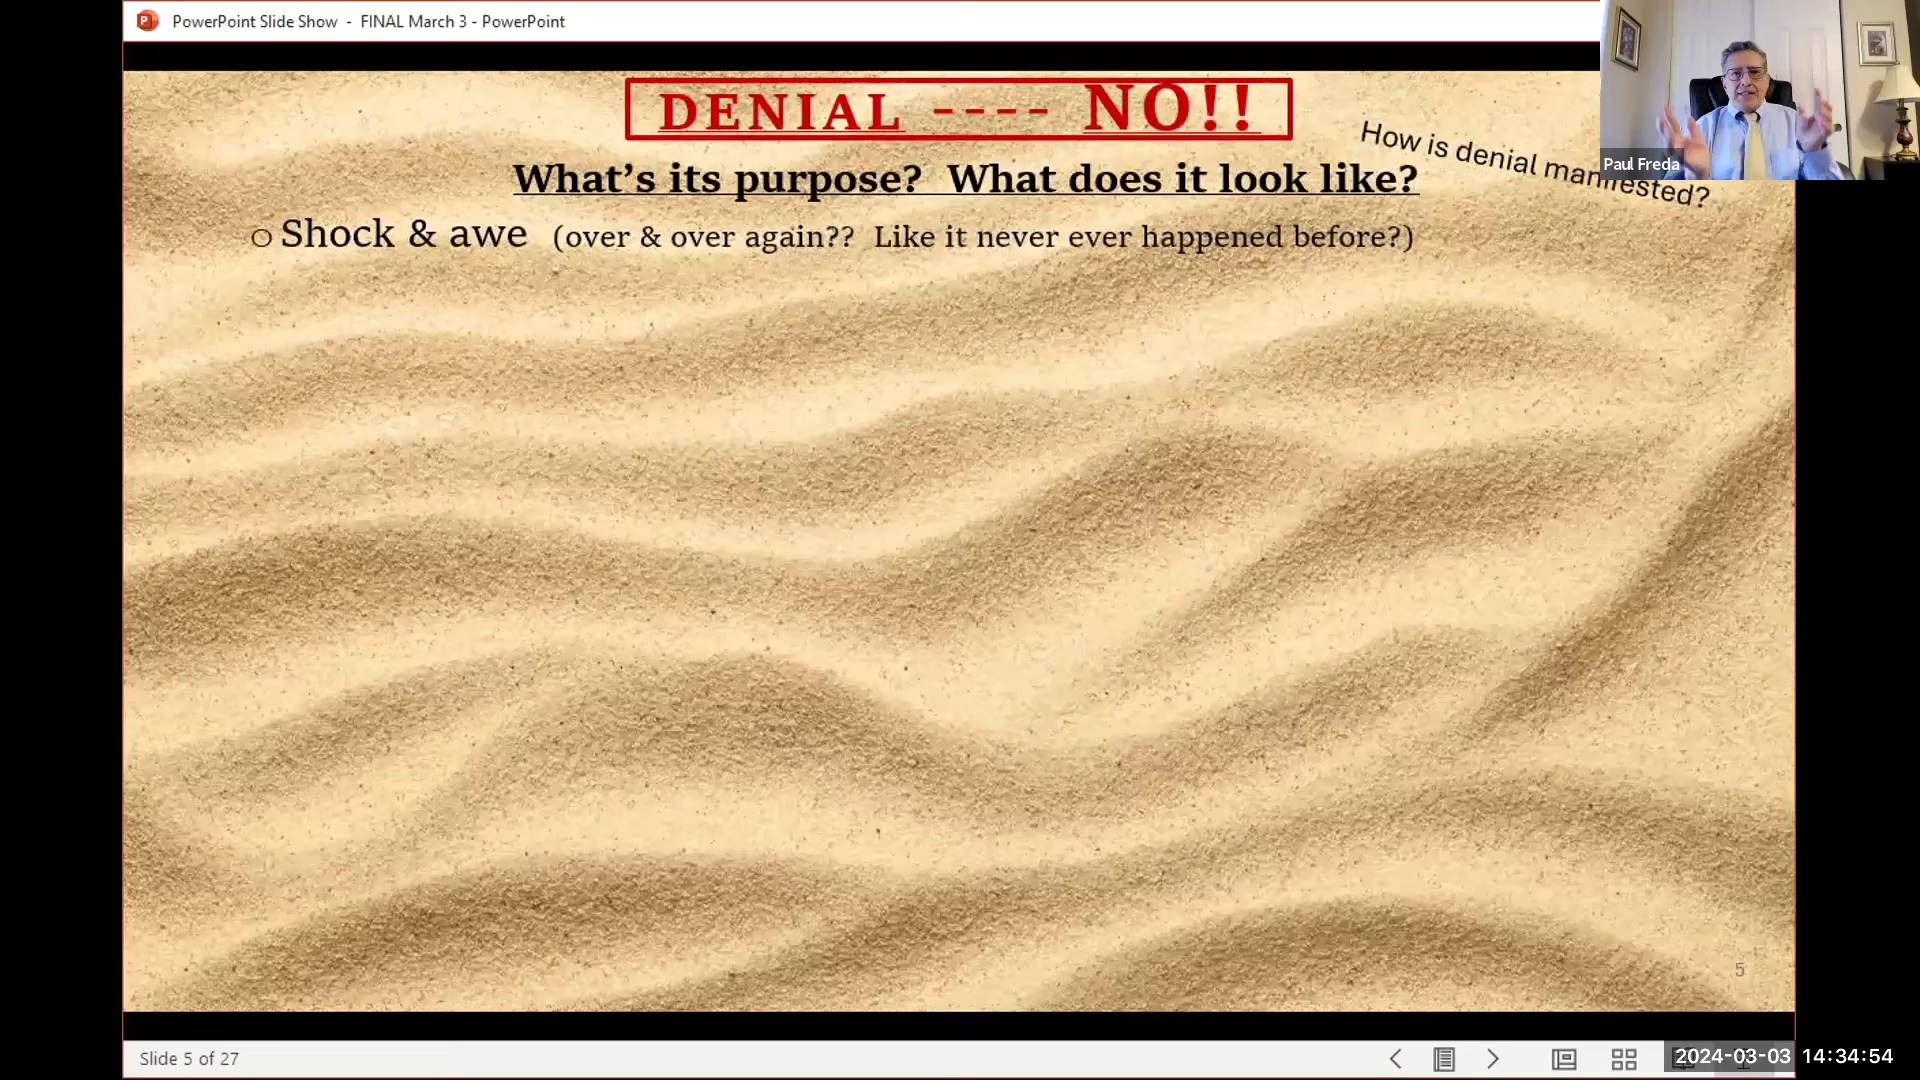 PowerPoint Slide Show - FINAL March 3 - PowerPoint
DENIAL ---- NO!!
How is denial manifested?
Paul Freda
What's its purpose? What does it look like?
o Shock & awe (over & over again?? Like it never ever happened before?)
5
Slide 5 of 27
2024-03-03 14:34:54